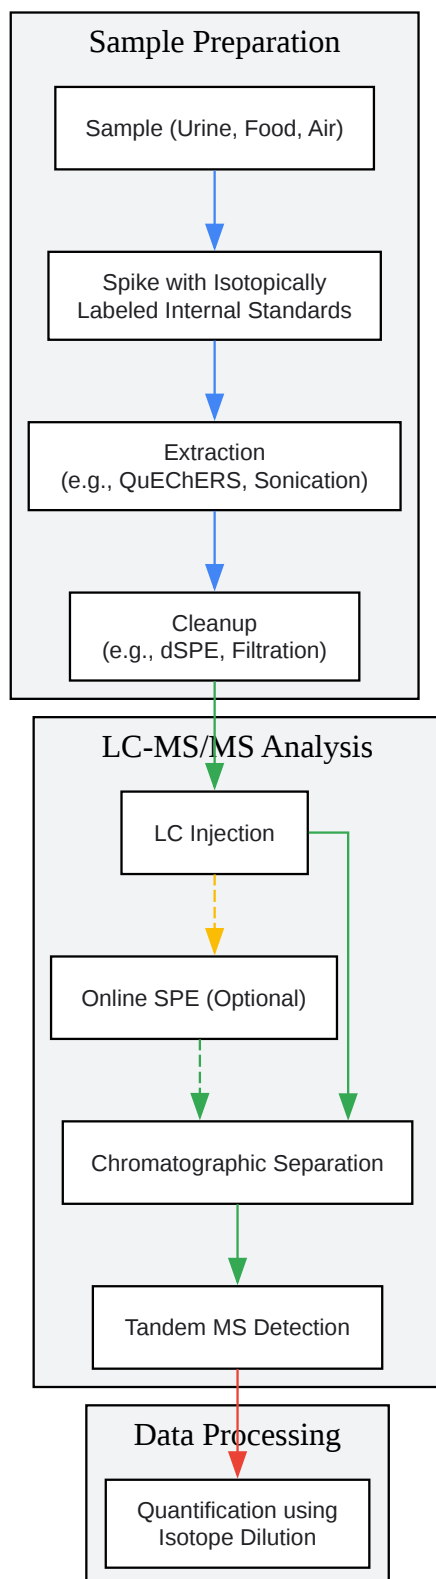 Sample Preparation
Sample (Urine, Food, Air)
Spike with Isotopically
Labeled Internal Standards
Extraction
(e.g., QuEChERS, Sonication)
Cleanup
(e.g., dSPE, Filtration)
LC-MS/MS Analysis
LC Injection
Online SPE (Optional)
Chromatographic Separation
Tandem MS Detection
Data Processing
Quantification using
Isotope Dilution